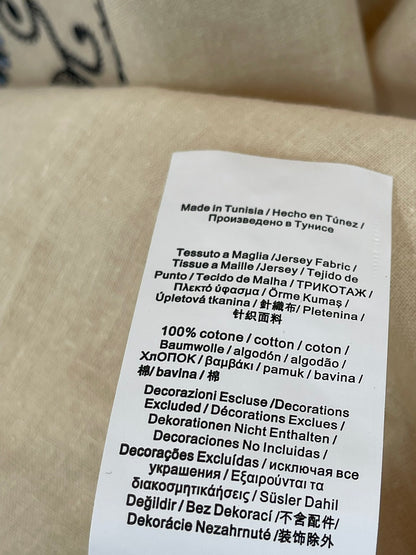 Made in Tunisia / Hecho en Túnez /
Произведено в Тунисе
Tessuto a Maglia /Jersey Fabric /
Tissue a Maille /Jersey / Tejido de
Punto / Tecido de Malha / ТРИКОТАЖ /
Πλεκτό ύφασμα / Örme Kumaş /
Úpletová tkanina / 針織布/ Pletenina /
针织面料
100% cotone / cotton / coton /
Baumwolle / algodón / algodão /
ХлОПОК / βαμβάκι / pamuk / bavina /
棉/ bavina / 棉
Decorazioni Escluse /Decorations
Excluded / Décorations Exclues /
Dekorationen Nicht Enthalten /
Decoraciones No Incluidas /
Decorações Excluídas / исключая все
украшения / Εξαιρούνται τα
διακοσμητικάήσεις / Süsler Dahil
Değildir / Bez Dekorací /不含配件/
Dekorácie Nezahrnuté /装饰除外